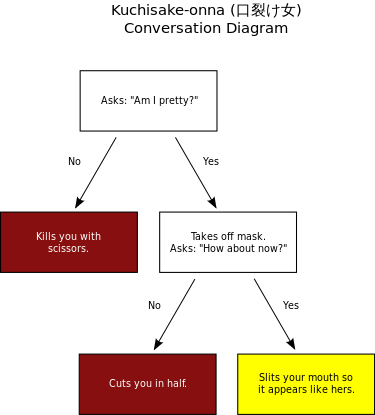 Kuchisake-onna (口裂け女)
Conversation Diagram
Asks: "Am I pretty?"
No
Yes
Kills you with
scissors.
Takes off mask.
Asks: "How about now?"
No
Yes
Cuts you in half.
Slits your mouth so
it appears like hers.